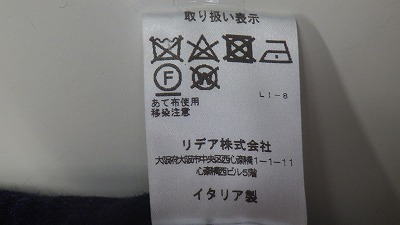 取り扱い表示
F W
L1-8
あて布使用
移染注意
リデア株式会社
大阪府大阪市中央区西心斎橋1-1-11
心斎橋西ビル5階
イタリア製